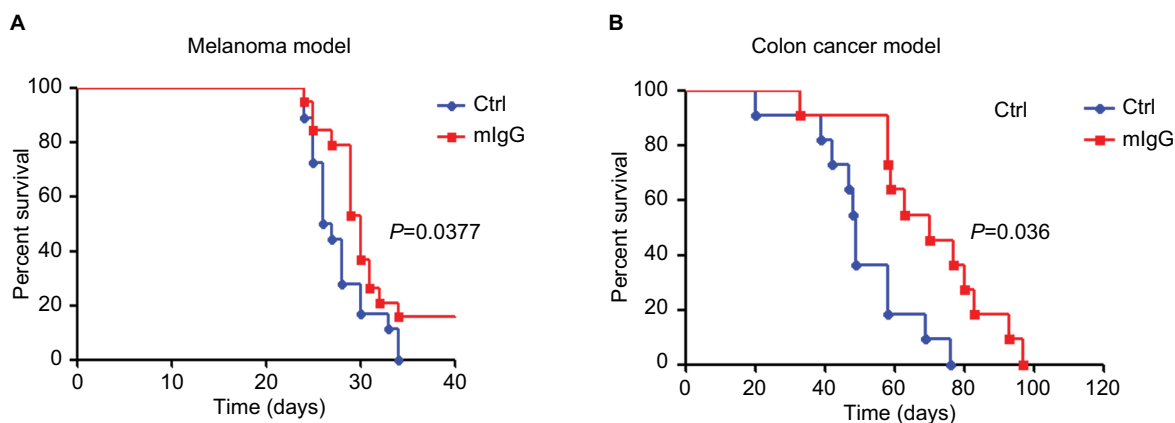 A
Melanoma model
Percent survival
100
80
60
40
20
0
0 10 20 30 40
Time (days)
Ctrl
mIgG
P=0.0377
B
Colon cancer model
Percent survival
100
80
60
40
20
0
0 20 40 60 80 100 120
Time (days)
Ctrl
Ctrl
mIgG
P=0.036